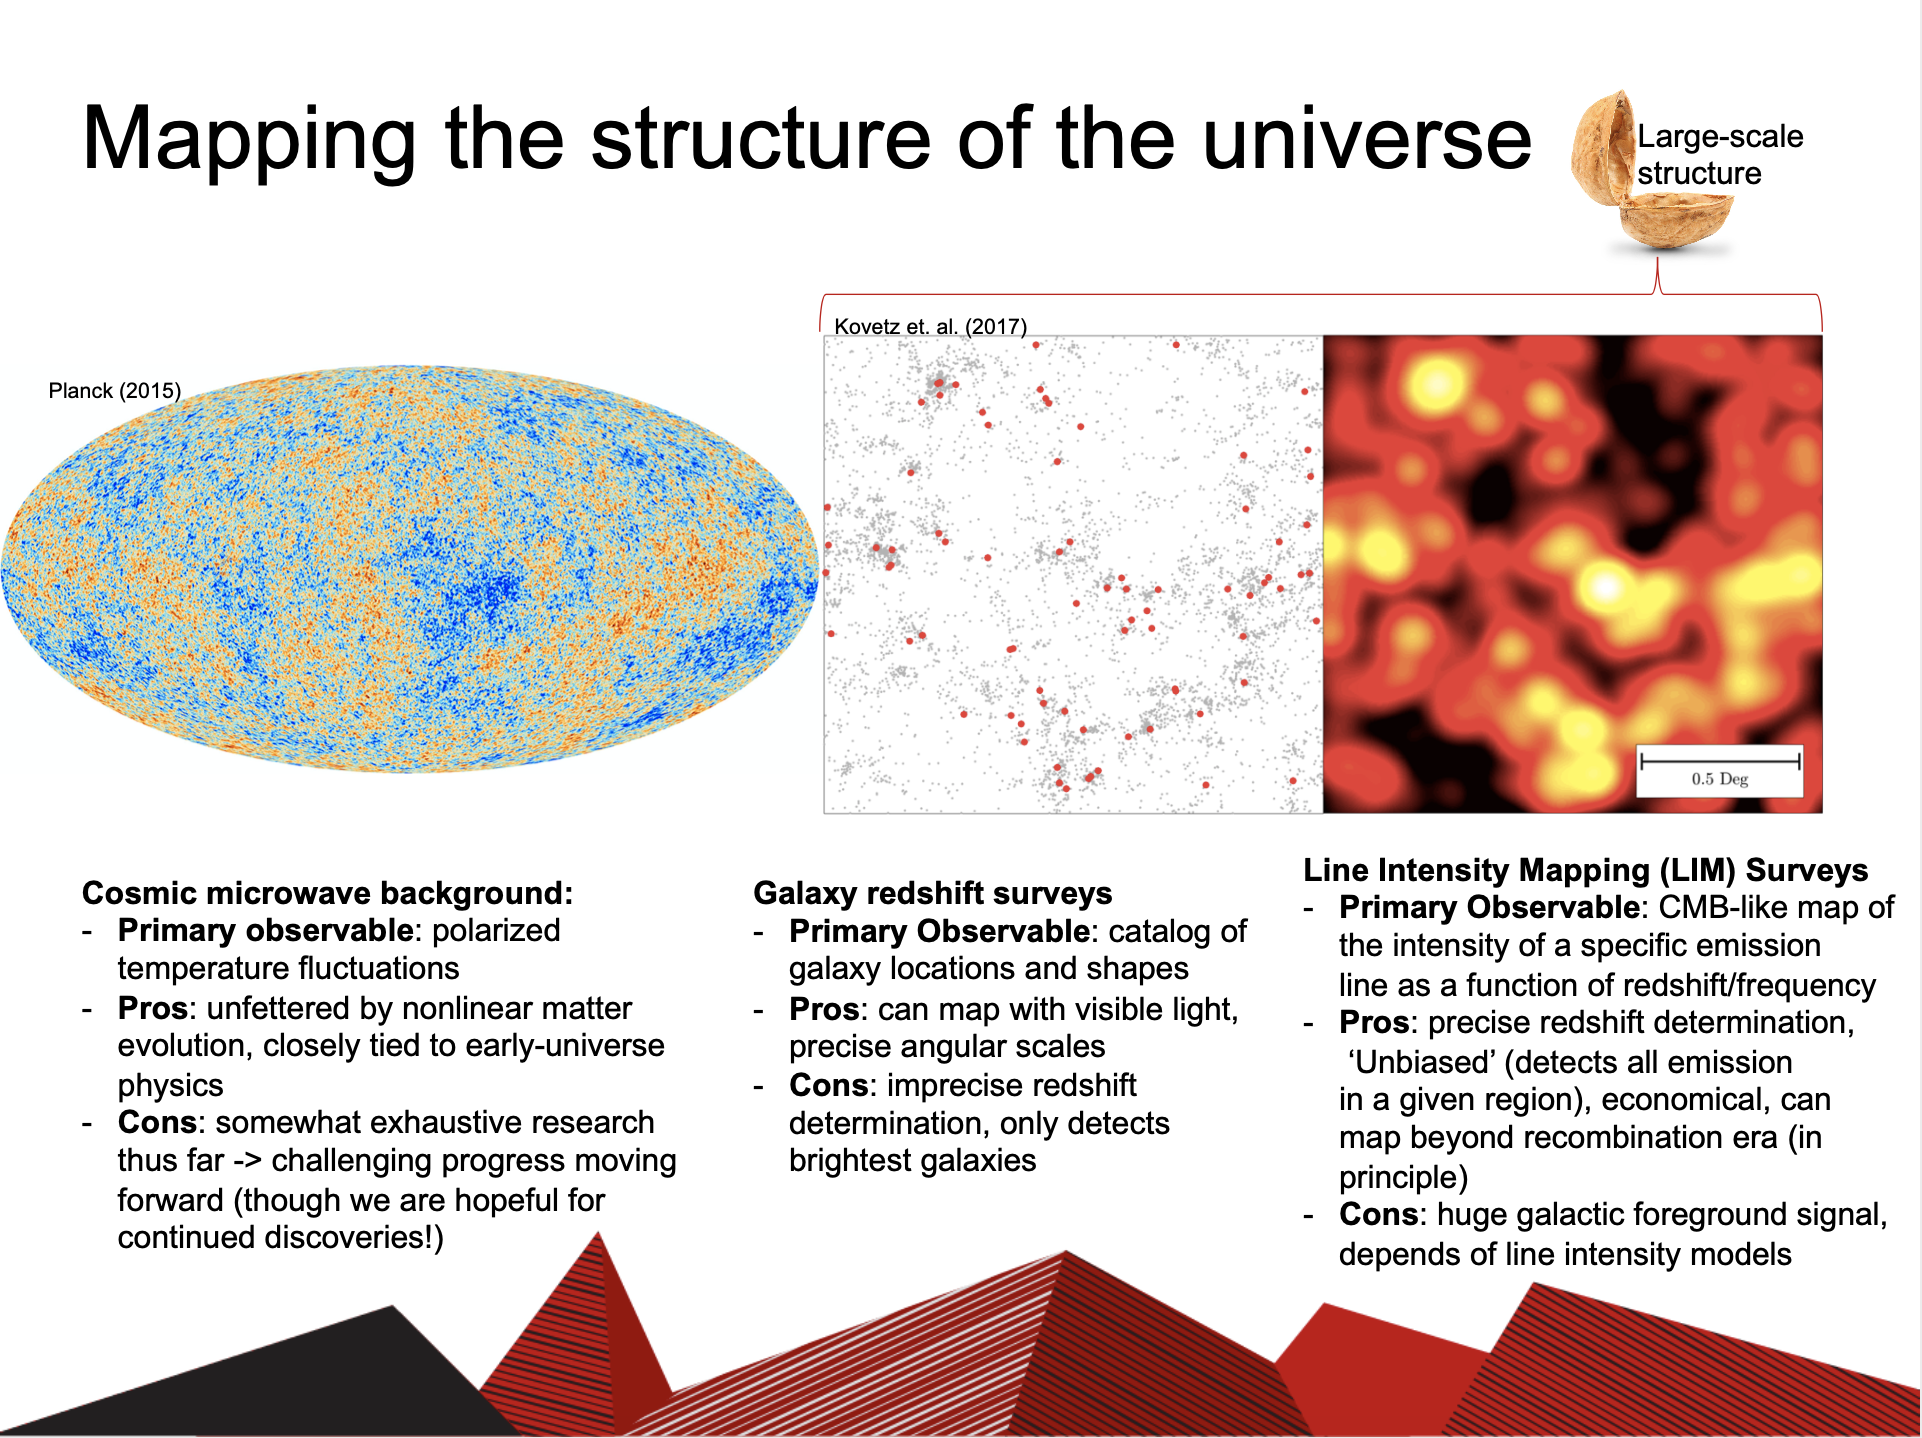 Mapping the structure of the universe
Large-scale
structure
Kovetz et. al. (2017)
Planck (2015)
0.5 Deg
Cosmic microwave background:
- Primary observable: polarized
temperature fluctuations
- Pros: unfettered by nonlinear matter
evolution, closely tied to early-universe
physics
- Cons: somewhat exhaustive research
thus far -> challenging progress moving
forward (though we are hopeful for
continued discoveries!)
Galaxy redshift surveys
- Primary Observable: catalog of
galaxy locations and shapes
- Pros: can map with visible light,
precise angular scales
- Cons: imprecise redshift
determination, only detects
brightest galaxies
Line Intensity Mapping (LIM) Surveys
- Primary Observable: CMB-like map of
the intensity of a specific emission
line as a function of redshift/frequency
- Pros: precise redshift determination,
‘Unbiased’ (detects all emission
in a given region), economical, can
map beyond recombination era (in
principle)
- Cons: huge galactic foreground signal,
depends of line intensity models